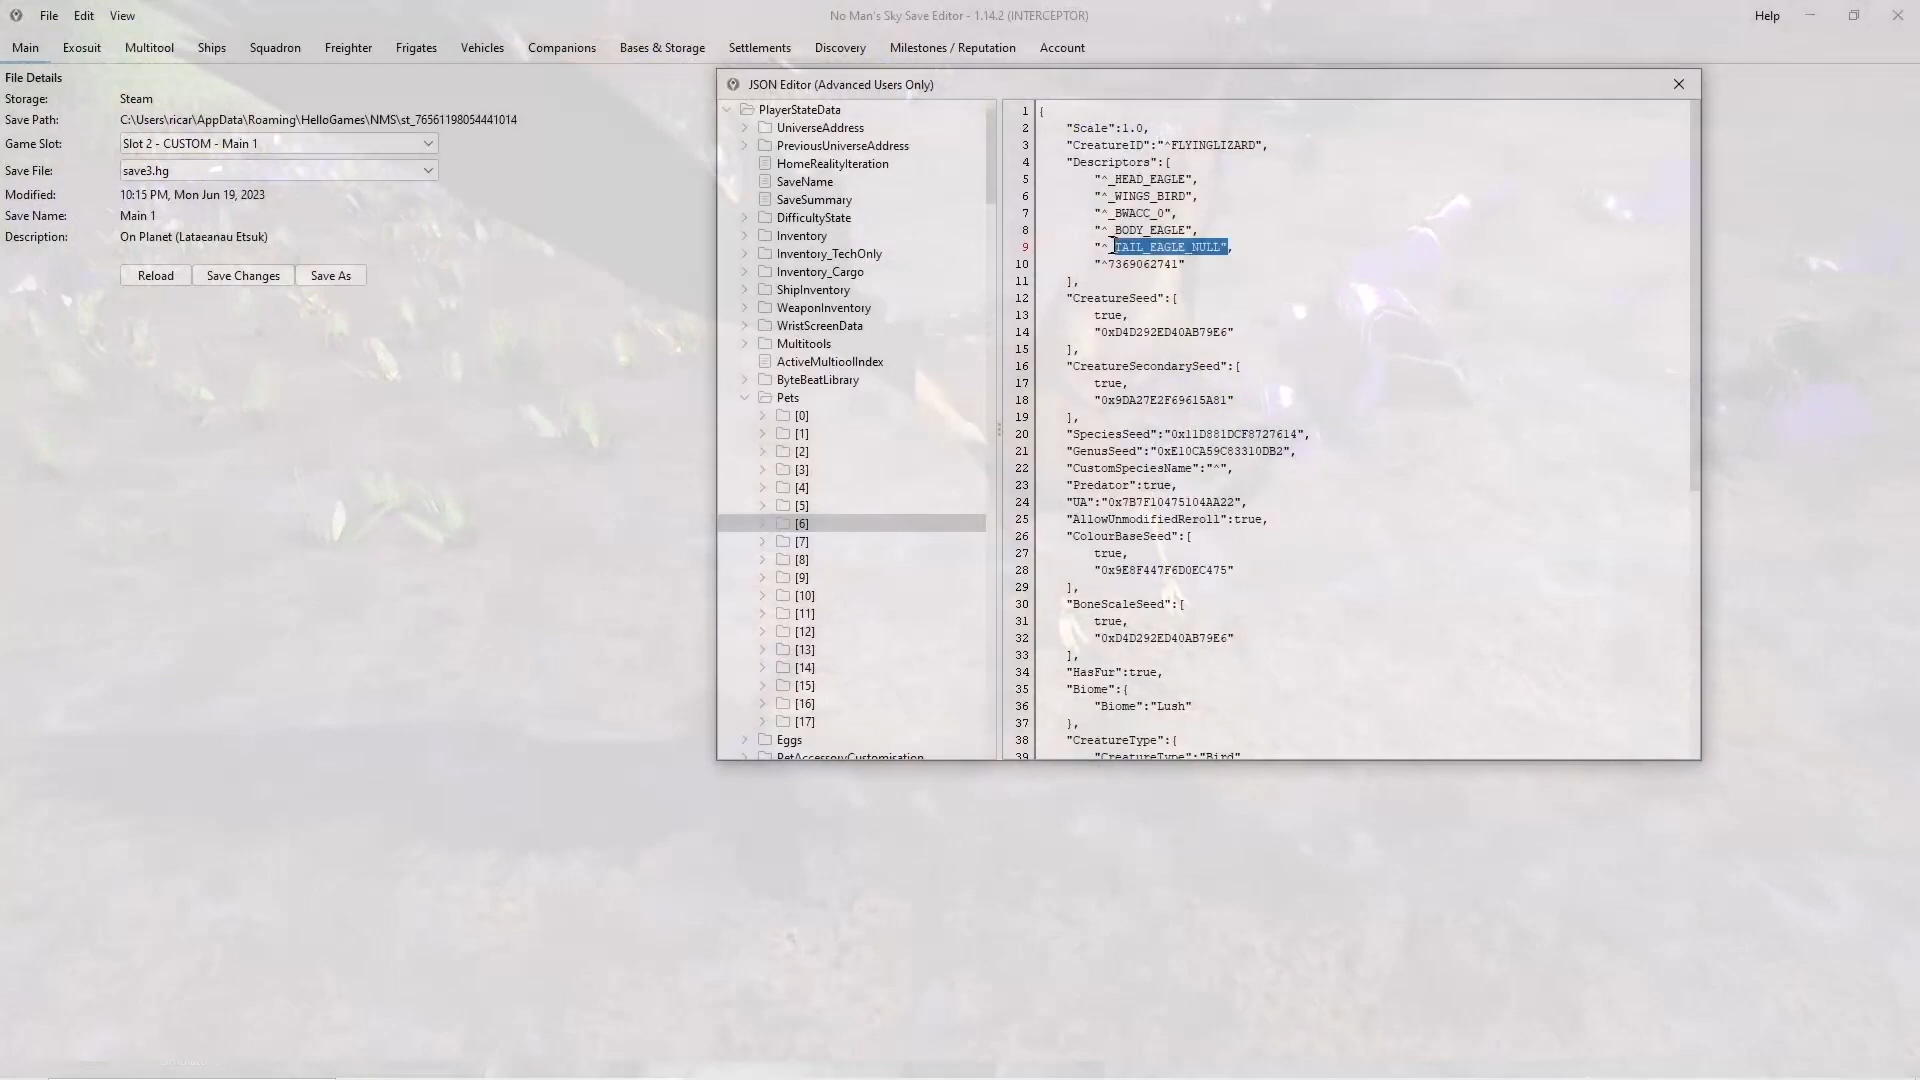 File Edit View No Man's Sky Save Editor - 1.14.2 (INTERCEPTOR) Help
Main Exosuit Multitool Ships Squadron Freighter Frigates Vehicles Companions Bases & Storage Settlements Discovery Milestones / Reputation Account
File Details
Storage: Steam
Save Path: C:\Users\ricar\AppData\Roaming\HelloGames\NMS\st_76561198054441014
Game Slot: Slot 2 - CUSTOM - Main 1
Save File: save3.hg
Modified: 10:15 PM, Mon Jun 19, 2023
Save Name: Main 1
Description: On Planet (Lataeanau Etsuk)
Reload Save Changes Save As
JSON Editor (Advanced Users Only)
PlayerStateData
UniverseAddress
PreviousUniverseAddress
HomeRealityIteration
SaveName
SaveSummary
DifficultyState
Inventory
Inventory_TechOnly
Inventory_Cargo
ShipInventory
WeaponInventory
WristScreenData
Multitools
ActiveMultioolIndex
ByteBeatLibrary
Pets
[0]
[1]
[2]
[3]
[4]
[5]
[6]
[7]
[8]
[9]
[10]
[11]
[12]
[13]
[14]
[15]
[16]
[17]
Eggs
PetAccessoryCustomisation
1 {
2 "Scale":1.0,
3 "CreatureID":"^FLYINGLIZARD",
4 "Descriptors":[
5 "^_HEAD_EAGLE",
6 "^_WINGS_BIRD",
7 "^_BWACC_0",
8 "^_BODY_EAGLE",
9 "^_TAIL_EAGLE_NULL",
10 "^7369062741"
11 ],
12 "CreatureSeed":[
13 true,
14 "0xD4D292ED40AB79E6"
15 ],
16 "CreatureSecondarySeed":[
17 true,
18 "0x9DA27E2F69615A81"
19 ],
20 "SpeciesSeed":"0x11D881DCF8727614",
21 "GenusSeed":"0xE10CA59C83310DB2",
22 "CustomSpeciesName":"^",
23 "Predator":true,
24 "UA":"0x7B7F10475104AA22",
25 "AllowUnmodifiedReroll":true,
26 "ColourBaseSeed":[
27 true,
28 "0x9E8F447F6D0EC475"
29 ],
30 "BoneScaleSeed":[
31 true,
32 "0xD4D292ED40AB79E6"
33 ],
34 "HasFur":true,
35 "Biome":{
36 "Biome":"Lush"
37 },
38 "CreatureType":{
39 "CreatureType":"Bird"